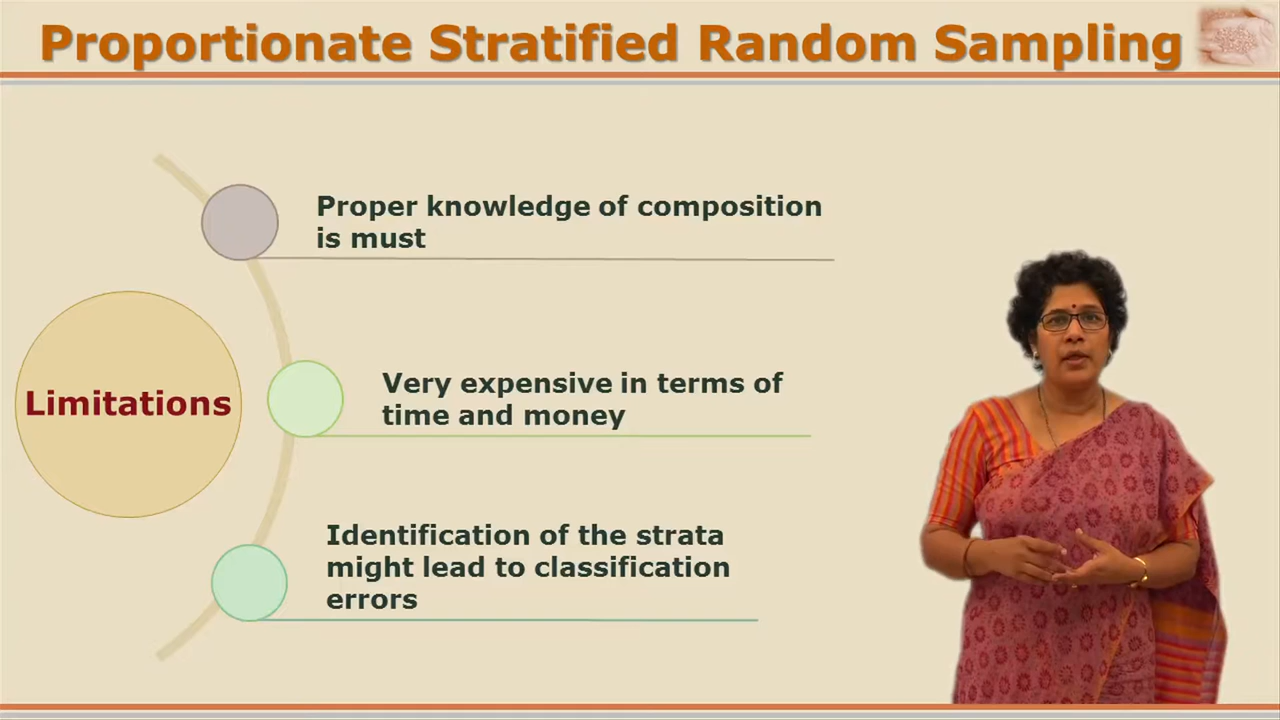 Proportionate Stratified Random Sampling
Proper knowledge of composition
is must
Limitations
Very expensive in terms of
time and money
Identification of the strata
might lead to classification
errors